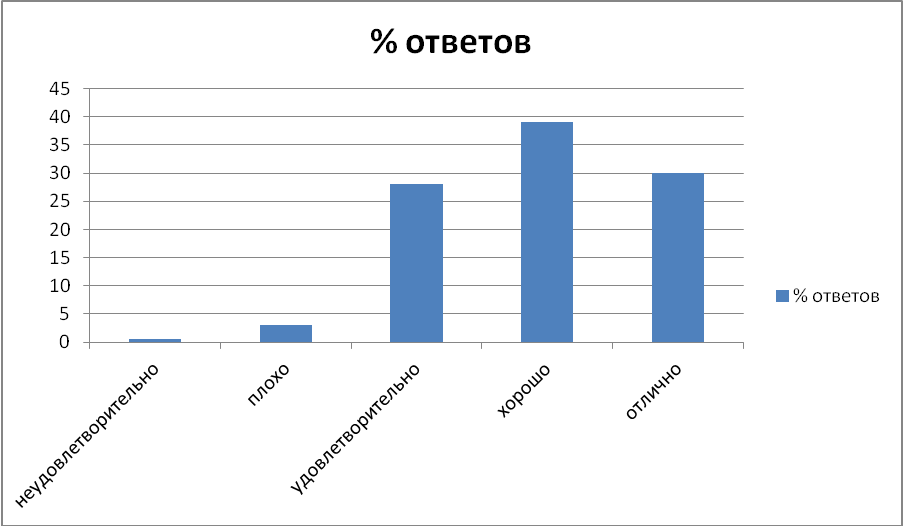 % ответов
45
40
35
30
25
20
15
10
5
0
неудовлетворительно
плохо
удовлетворительно
хорошо
отлично
% ответов